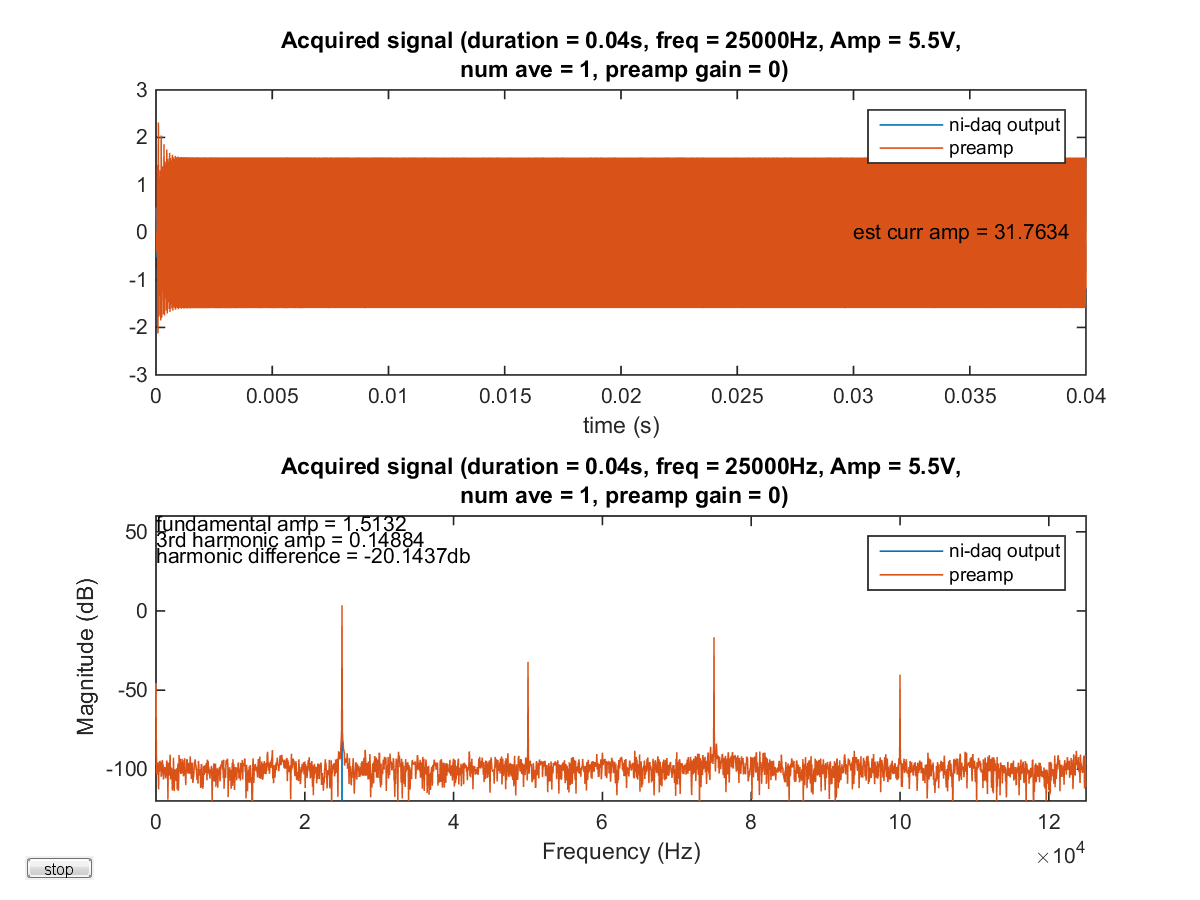 Acquired signal (duration = 0.04s, freq = 25000Hz, Amp = 5.5V,
num ave = 1, preamp gain = 0)
3
2
1
0
-1
-2
-3
ni-daq output
preamp
est curr amp = 31.7634
0 0.005 0.01 0.015 0.02 0.025 0.03 0.035 0.04
time (s)
Acquired signal (duration = 0.04s, freq = 25000Hz, Amp = 5.5V,
num ave = 1, preamp gain = 0)
fundamental amp = 1.5132
3rd harmonic amp = 0.14884
harmonic difference = -20.1437db
ni-daq output
preamp
Magnitude (dB)
50
0
-50
-100
0 2 4 6 8 10 12
×10^4
Frequency (Hz)
stop